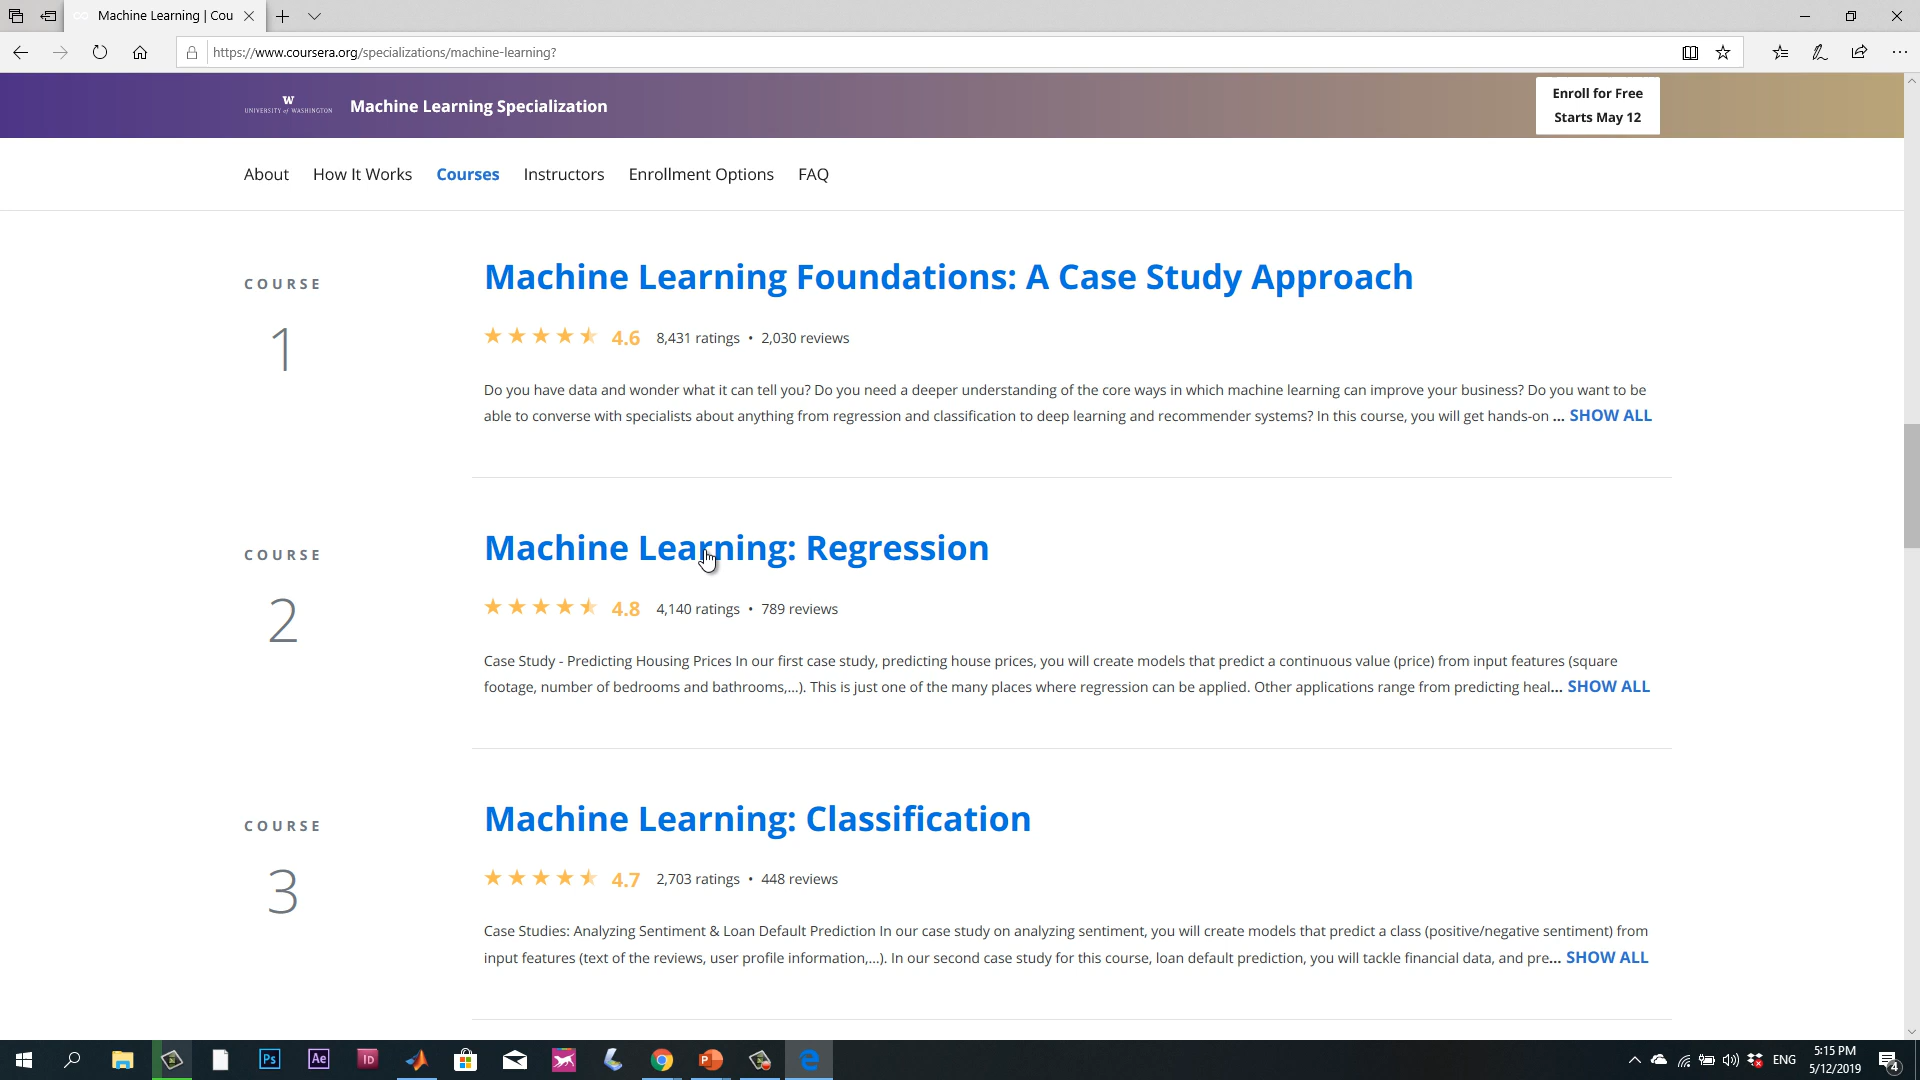 Machine Learning | Cou
https://www.coursera.org/specializations/machine-learning?
W
UNIVERSITY of WASHINGTON
Machine Learning Specialization
Enroll for Free
Starts May 12
About How It Works Courses Instructors Enrollment Options FAQ
COURSE
1
Machine Learning Foundations: A Case Study Approach
4.6 8,431 ratings • 2,030 reviews
Do you have data and wonder what it can tell you? Do you need a deeper understanding of the core ways in which machine learning can improve your business? Do you want to be
able to converse with specialists about anything from regression and classification to deep learning and recommender systems? In this course, you will get hands-on ... SHOW ALL
COURSE
2
Machine Learning: Regression
4.8 4,140 ratings • 789 reviews
Case Study - Predicting Housing Prices In our first case study, predicting house prices, you will create models that predict a continuous value (price) from input features (square
footage, number of bedrooms and bathrooms,...). This is just one of the many places where regression can be applied. Other applications range from predicting heal... SHOW ALL
COURSE
3
Machine Learning: Classification
4.7 2,703 ratings • 448 reviews
Case Studies: Analyzing Sentiment & Loan Default Prediction In our case study on analyzing sentiment, you will create models that predict a class (positive/negative sentiment) from
input features (text of the reviews, user profile information,...). In our second case study for this course, loan default prediction, you will tackle financial data, and pre... SHOW ALL
Ps Ae ID
ENG
5:15 PM
5/12/2019
4